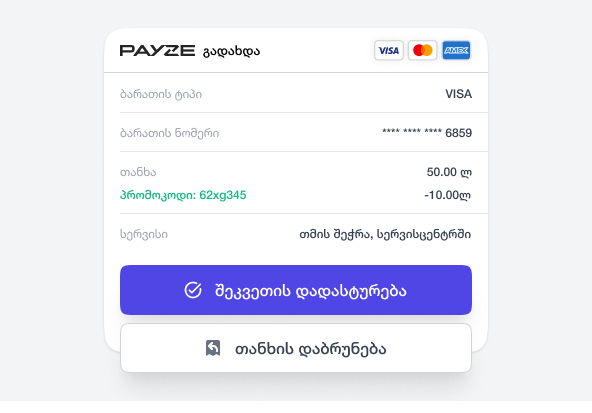 PAYZE გადახდა VISA AMEX
ბარათის ტიპი VISA
ბარათის ნომერი **** **** **** 6859
თანხა 50.00 ლ
პრომოკოდი: 62xg345 -10.00ლ
სერვისი თმის შეჭრა, სერვისცენტრში
შეკვეთის დადასტურება
თანხის დაბრუნება